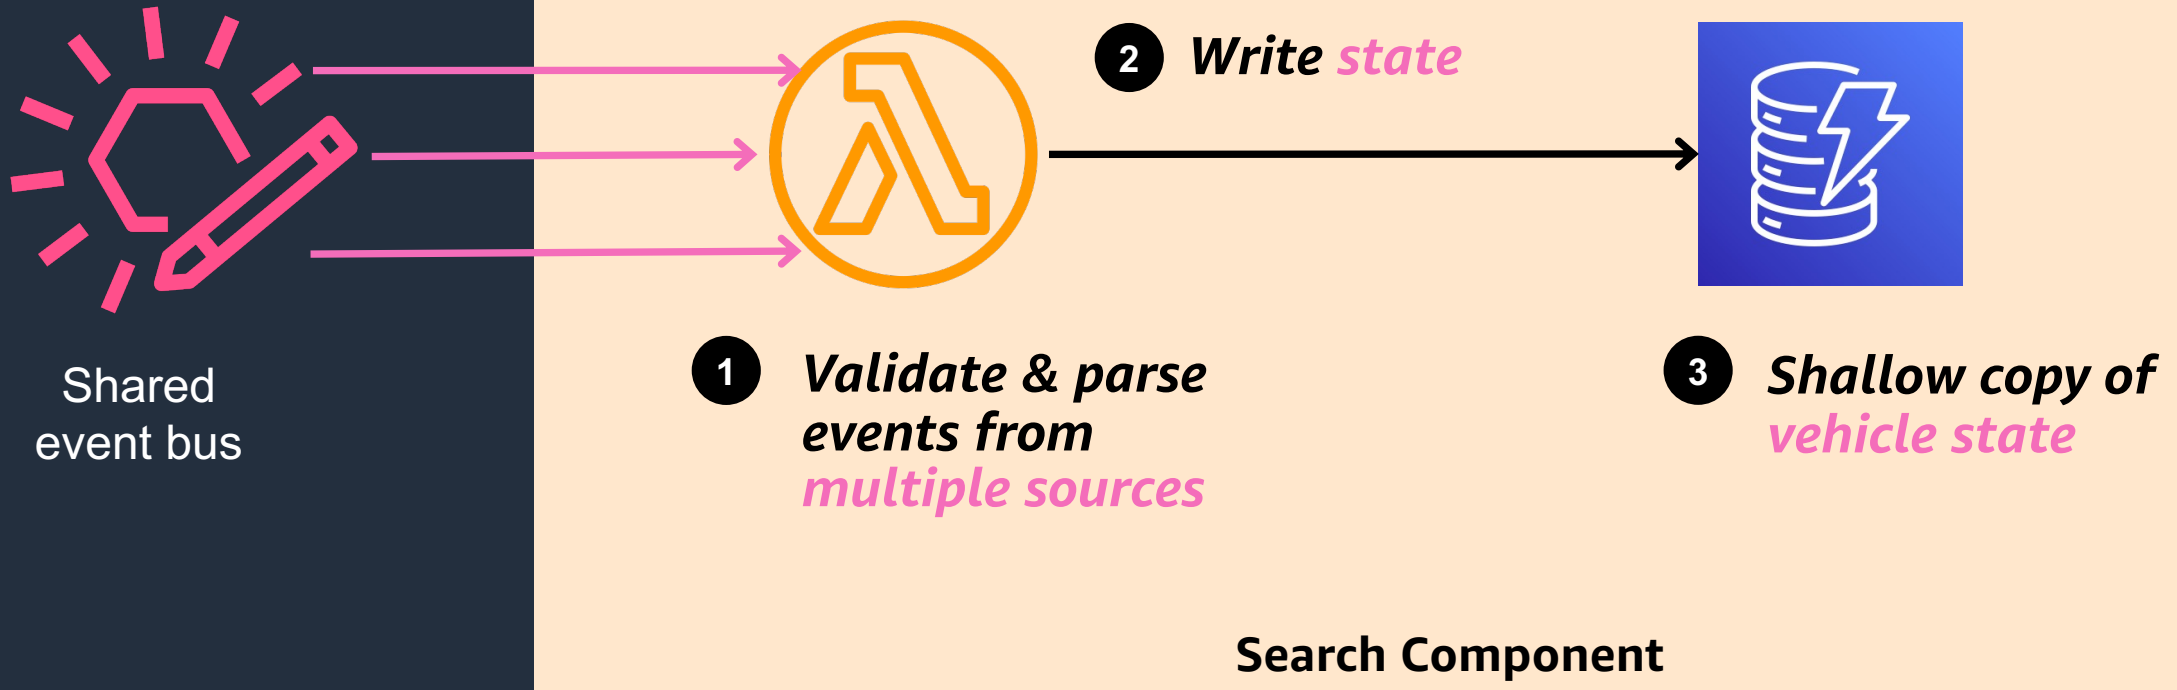 Shared
event bus
1
Validate & parse
events from
multiple sources
2
Write state
3
Shallow copy of
vehicle state
Search Component